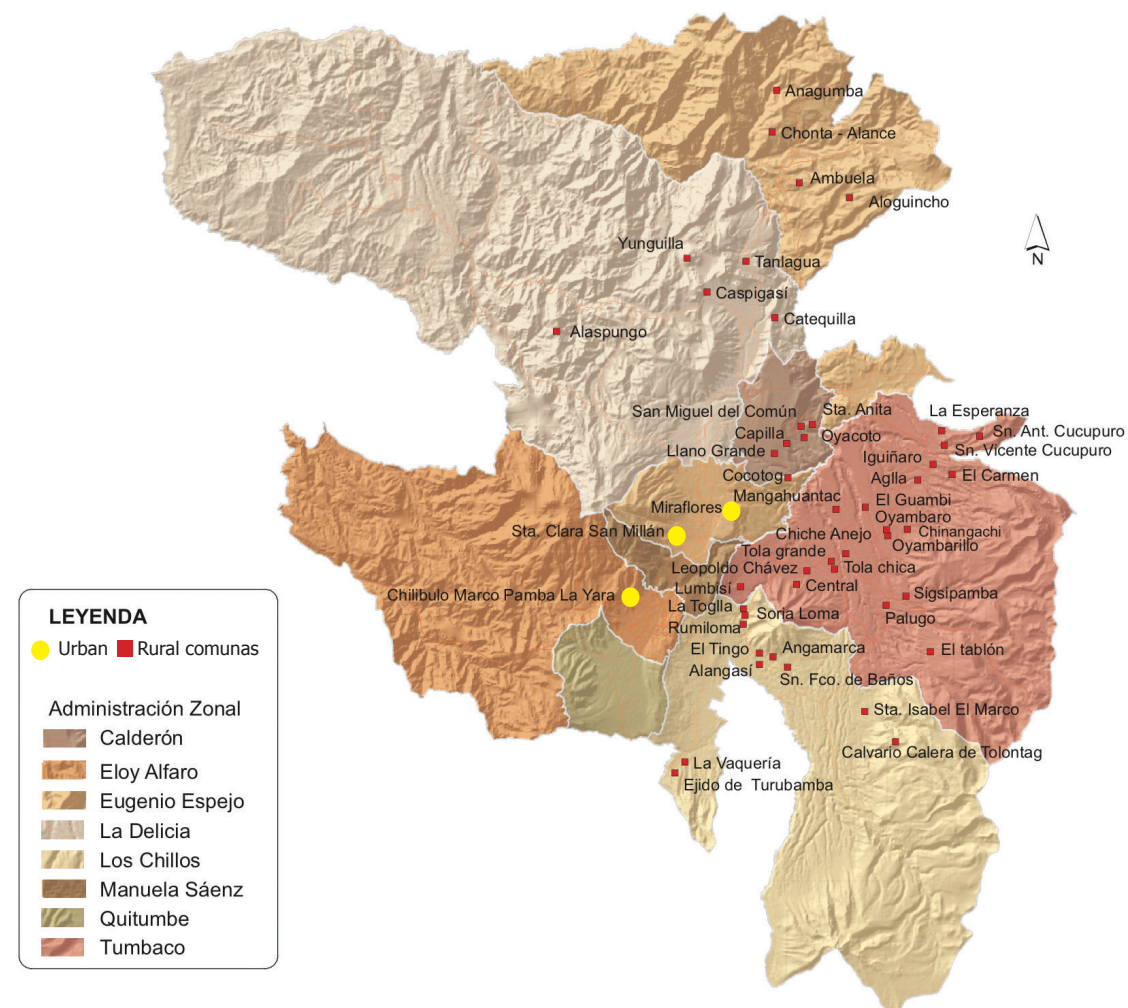 Anagumba
Chonta - Alance
Ambuela
Aloguincho
Yunguilla
Tanlagua
Caspigasí
Catequilla
Alaspungo
N
San Miguel del Común
Sta. Anita
La Esperanza
Capilla
Oyacoto
Sn. Ant. Cucupuro
Llano Grande
Sn. Vicente Cucupuro
Iguiñaro
Cocotog
Aglla
El Carmen
Mangahuantac
Miraflores
El Guambi
Oyambaro
Sta. Clara San Millán
Chiche Anejo
Chinangachi
Oyambarillo
Tola grande
Leopoldo Chávez
Tola chica
Lumbisí
Central
Chilibulo Marco Pamba La Yara
Sigsipamba
La Toglla
Soria Loma
Palugo
Rumiloma
El Tingo
Angamarca
El tablón
Alangasí
Sn. Fco. de Baños
Sta. Isabel El Marco
Calvario Calera de Tolontag
La Vaquería
Ejido de Turubamba
LEYENDA
Urban Rural comunas
Administración Zonal
Calderón
Eloy Alfaro
Eugenio Espejo
La Delicia
Los Chillos
Manuela Sáenz
Quitumbe
Tumbaco